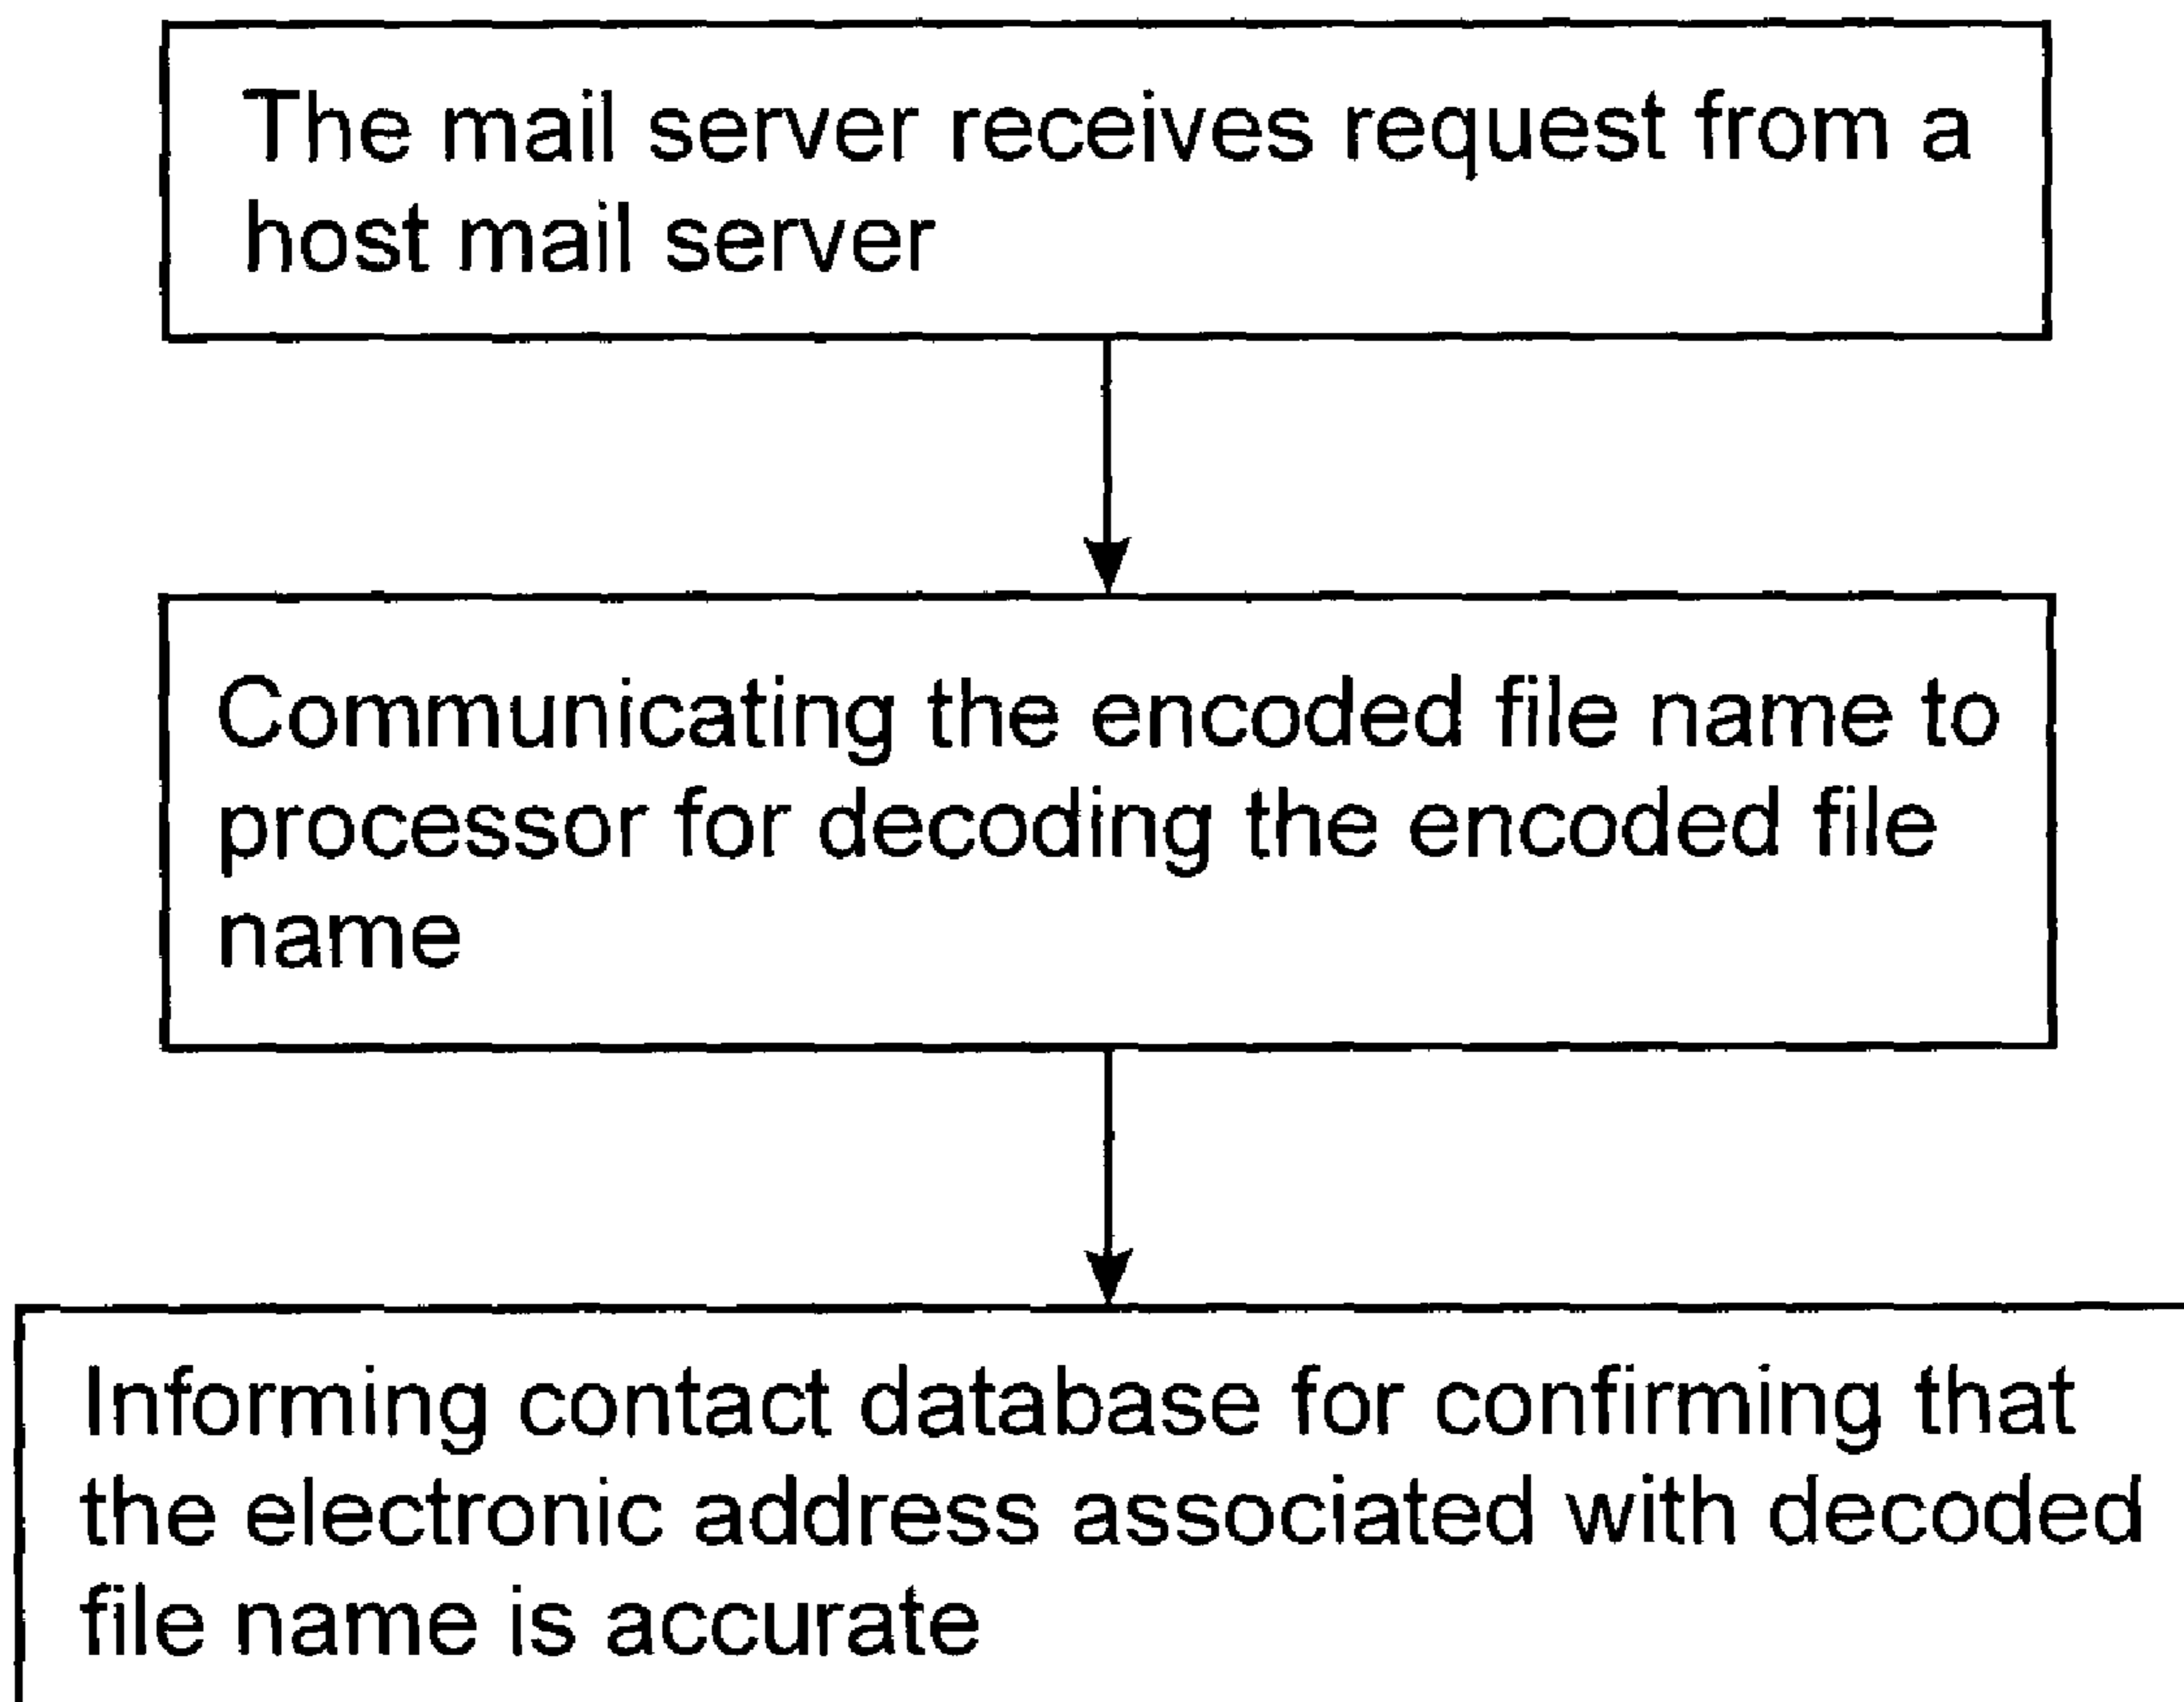 The mail server receives request from a
host mail server
Communicating the encoded file name to
processor for decoding the encoded file
name
Informing contact database for confirming that
the electronic address associated with decoded
file name is accurate